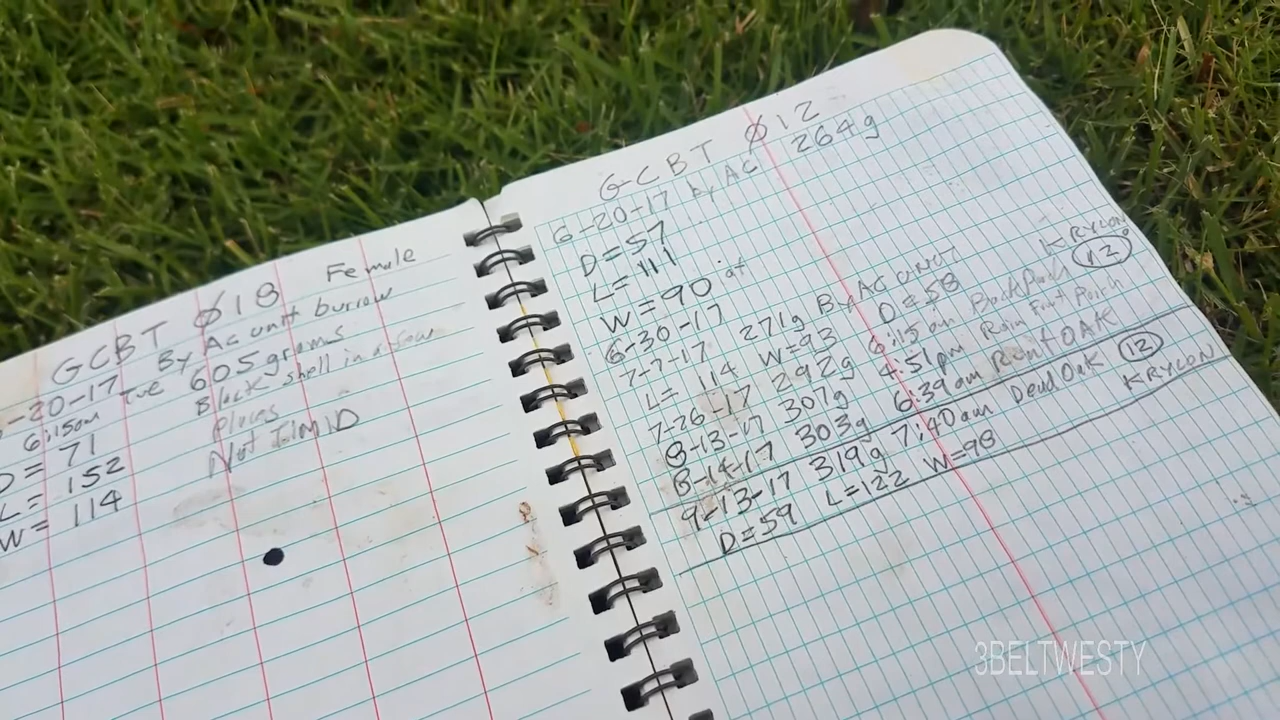 GCBT Ø18 Female
6-20-17 Tue By AC unit burrow
6:15am 605 grams
D = 71 Black shell in a few
L = 152 places
W = 114 Not
GCBT Ø12
6-20-17 by AC 264g
D=57
L=111
W=90
6-30-17
7-7-17 271g By AC UNIT
L= 114 W=93 D=58
7-26-17 292g 6:15am Back Porch
8-13-17 307g 4:51pm Rain Front Porch
8-14-17 303g 6:39am OAK
KRYLON
12
9-13-17 319g 7:40am Dead Oak 12
D=59 L=122 W=98 KRYLON
3BELTWESTY